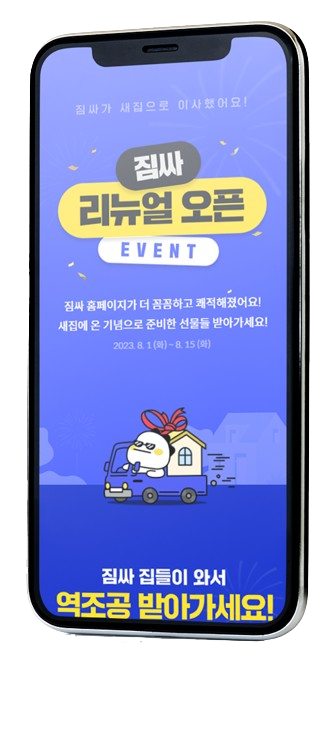 짐싸가 새집으로 이사했어요!
짐싸
리뉴얼 오픈
EVENT
짐싸 홈페이지가 더 꼼꼼하고 쾌적해졌어요!
새집에 온 기념으로 준비한 선물들 받아가세요!
2023. 8. 1 (화) - 8. 15 (화)
짐싸 집들이 와서
역조공 받아가세요!